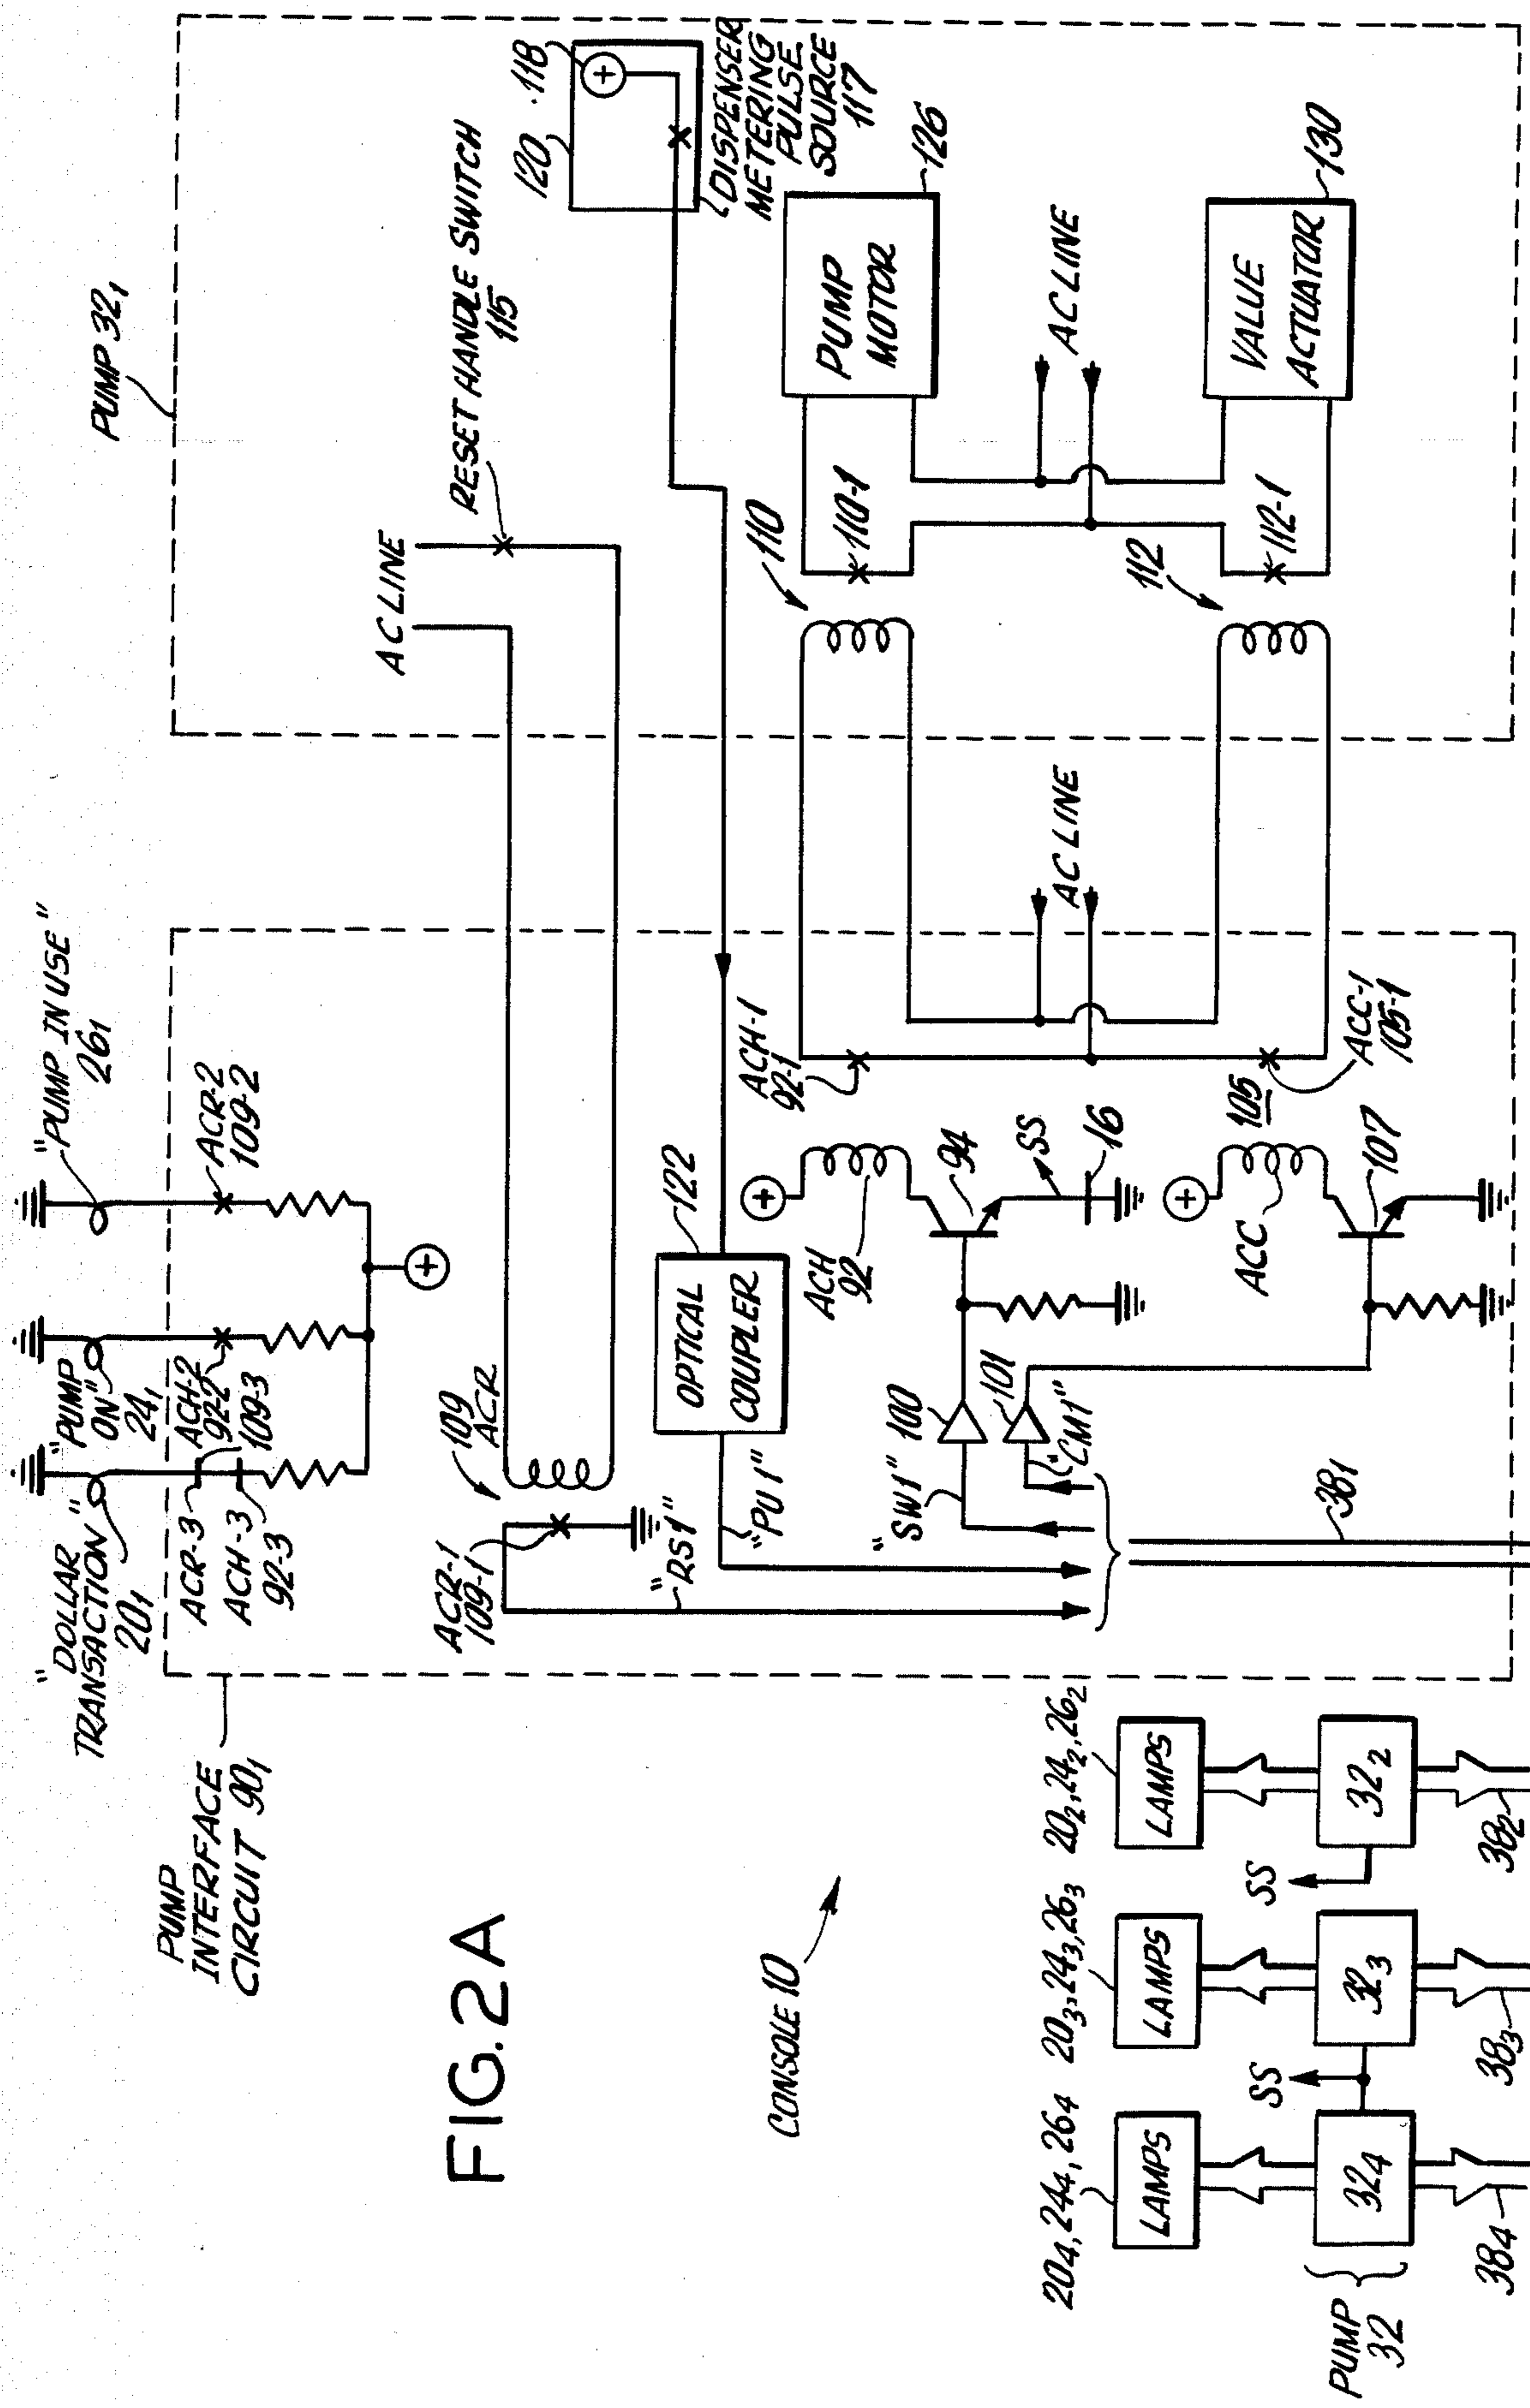 FIG. 2A
CONSOLE 10
PUMP
INTERFACE
CIRCUIT 90₁
"DOLLAR
TRANSACTION"
20₁
"PUMP
ON"
24₁
"PUMP IN USE"
26₁
PUMP 32₁
ACR-3
ACH-3
92-3
ACH-2
92-2
109-3
ACR-2
109-2
AC LINE
RESET HANDLE SWITCH
115
120
118
DISPENSER
METERING
PULSE
SOURCE
117
109
ACR
ACR-1
109-1
"RS1"
"PU1"
OPTICAL
COUPLER
122
ACH-1
92-1
110
110-1
PUMP
MOTOR
126
ACH
92
94
SS
16
"SW1"
100
101
"CM1"
AC LINE
AC LINE
105
ACC
107
ACC-1
105-1
112
112-1
VALUE
ACTUATOR
130
38₁
20₄, 24₄, 26₄
20₃, 24₃, 26₃
20₂, 24₂, 26₂
LAMPS
LAMPS
LAMPS
SS
SS
PUMP
32
32₄
32₃
32₂
38₄
38₃
38₂